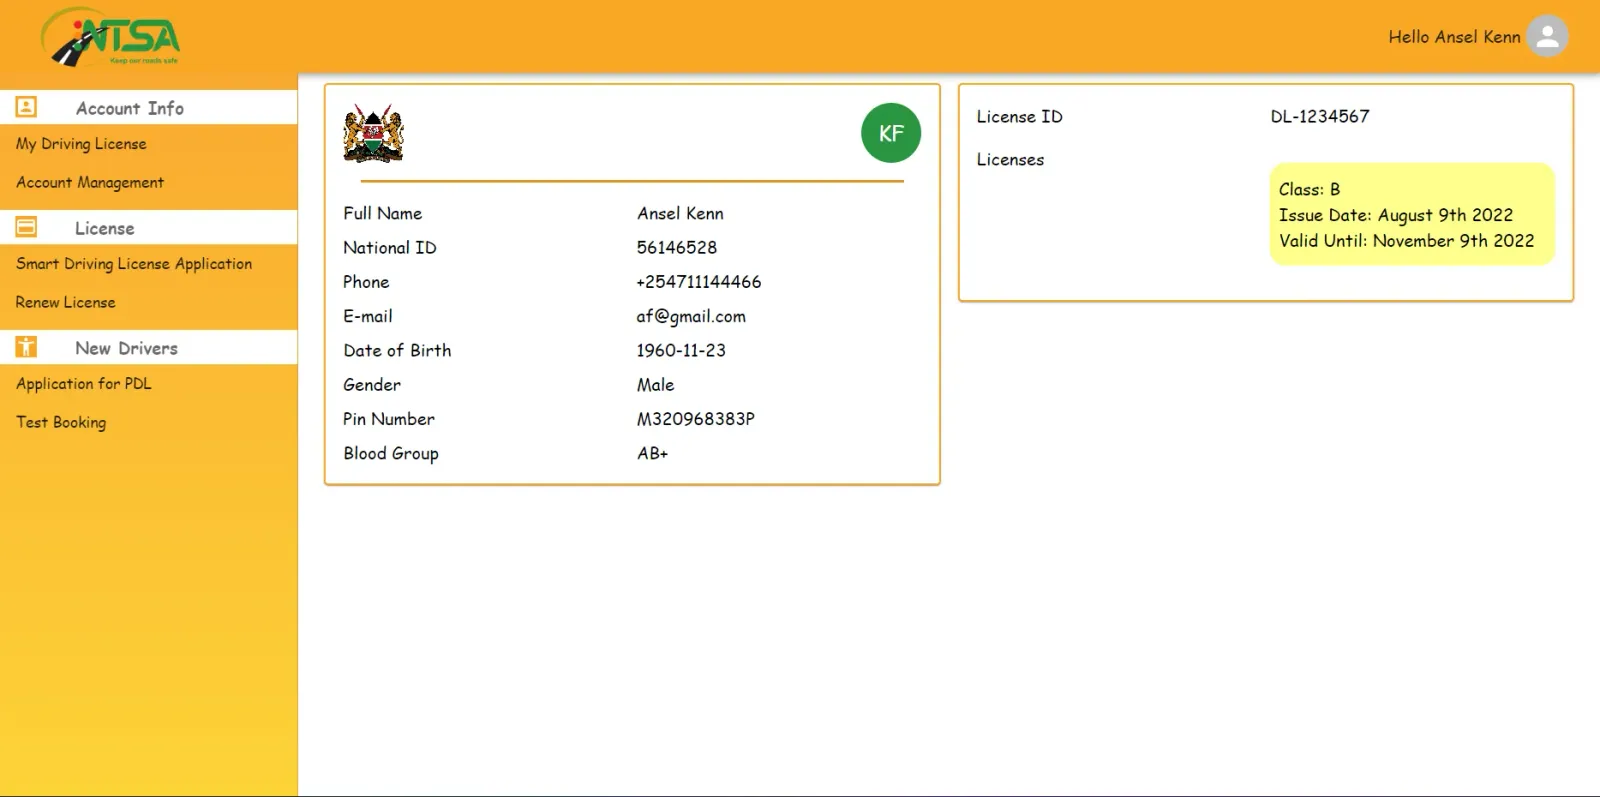 NTSA
Keep our roads safe
Hello Ansel Kenn
Account Info
My Driving License
Account Management
License
Smart Driving License Application
Renew License
New Drivers
Application for PDL
Test Booking
KF
Full Name Ansel Kenn
National ID 56146528
Phone +254711144466
E-mail af@gmail.com
Date of Birth 1960-11-23
Gender Male
Pin Number M320968383P
Blood Group AB+
License ID DL-1234567
Licenses
Class: B
Issue Date: August 9th 2022
Valid Until: November 9th 2022